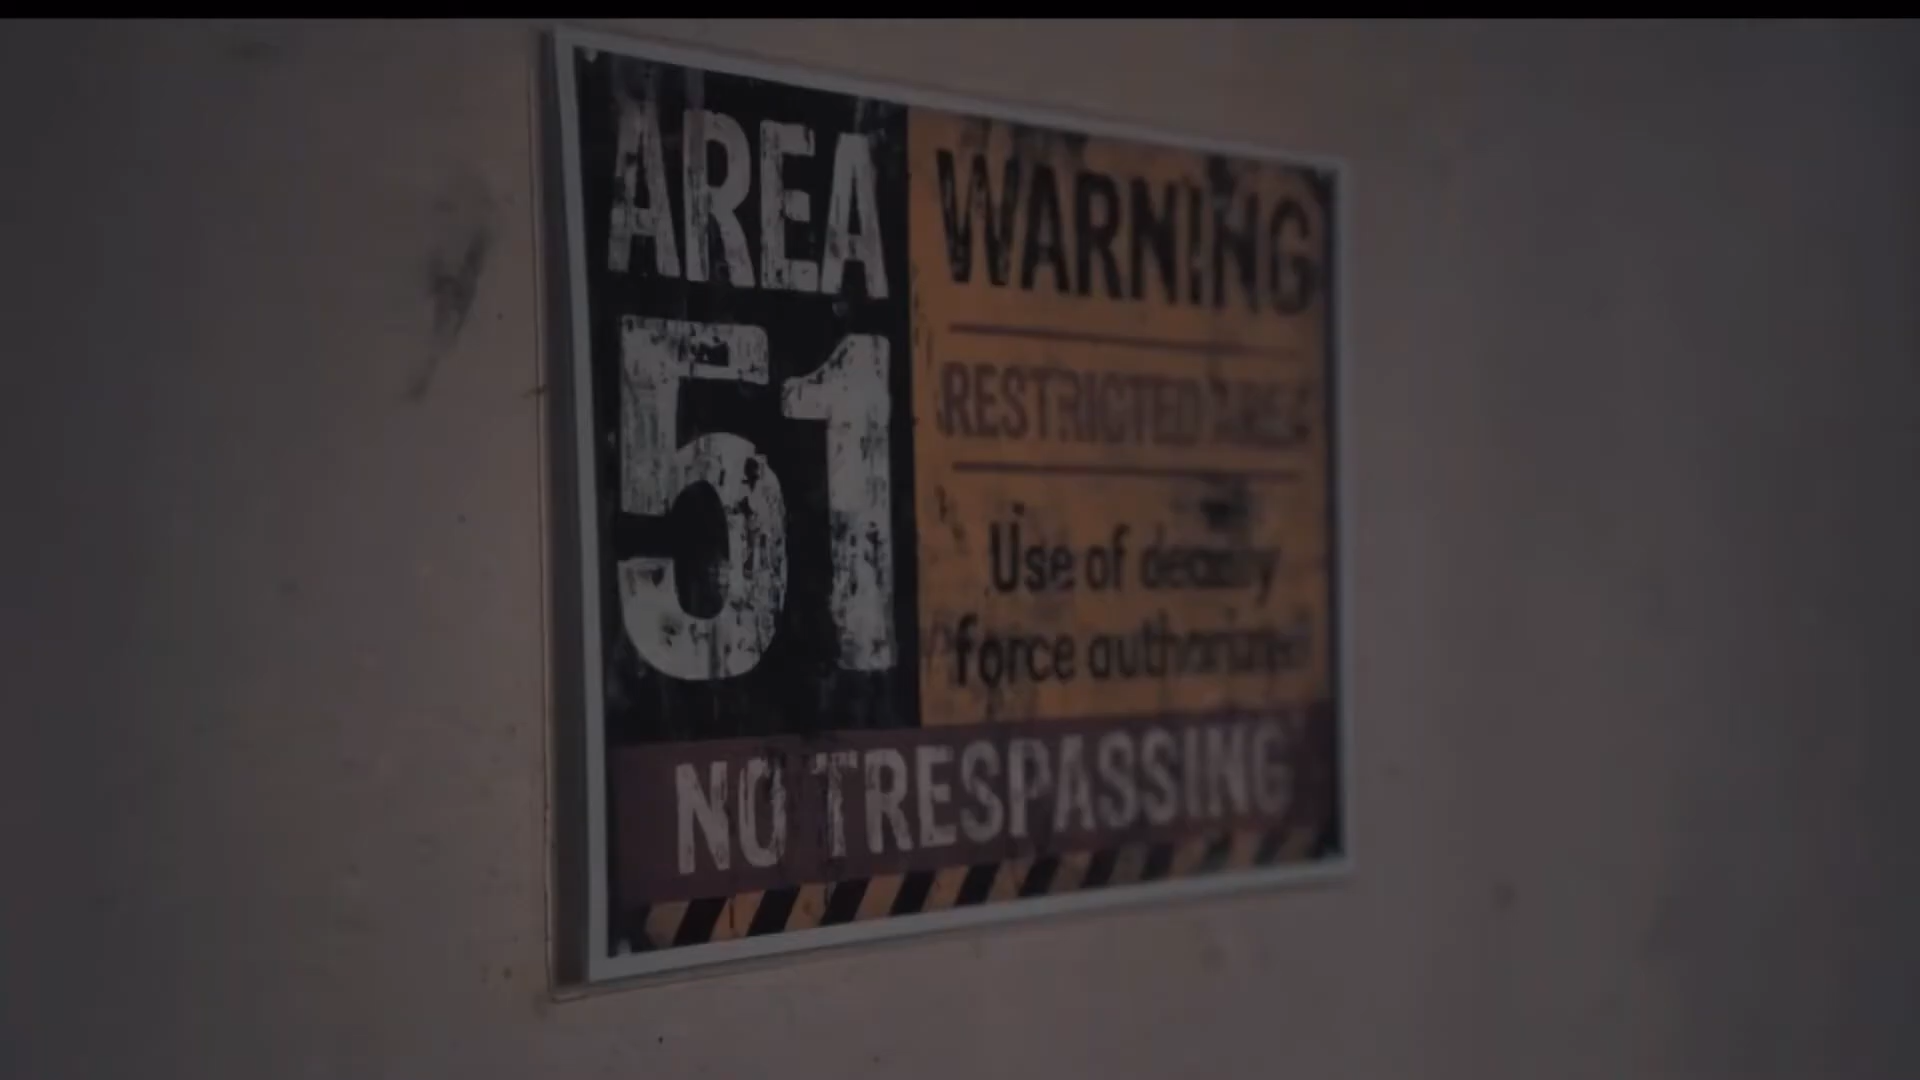 AREA
51
WARNING
RESTRICTED AREA
Use of deadly
force authorized
NO TRESPASSING